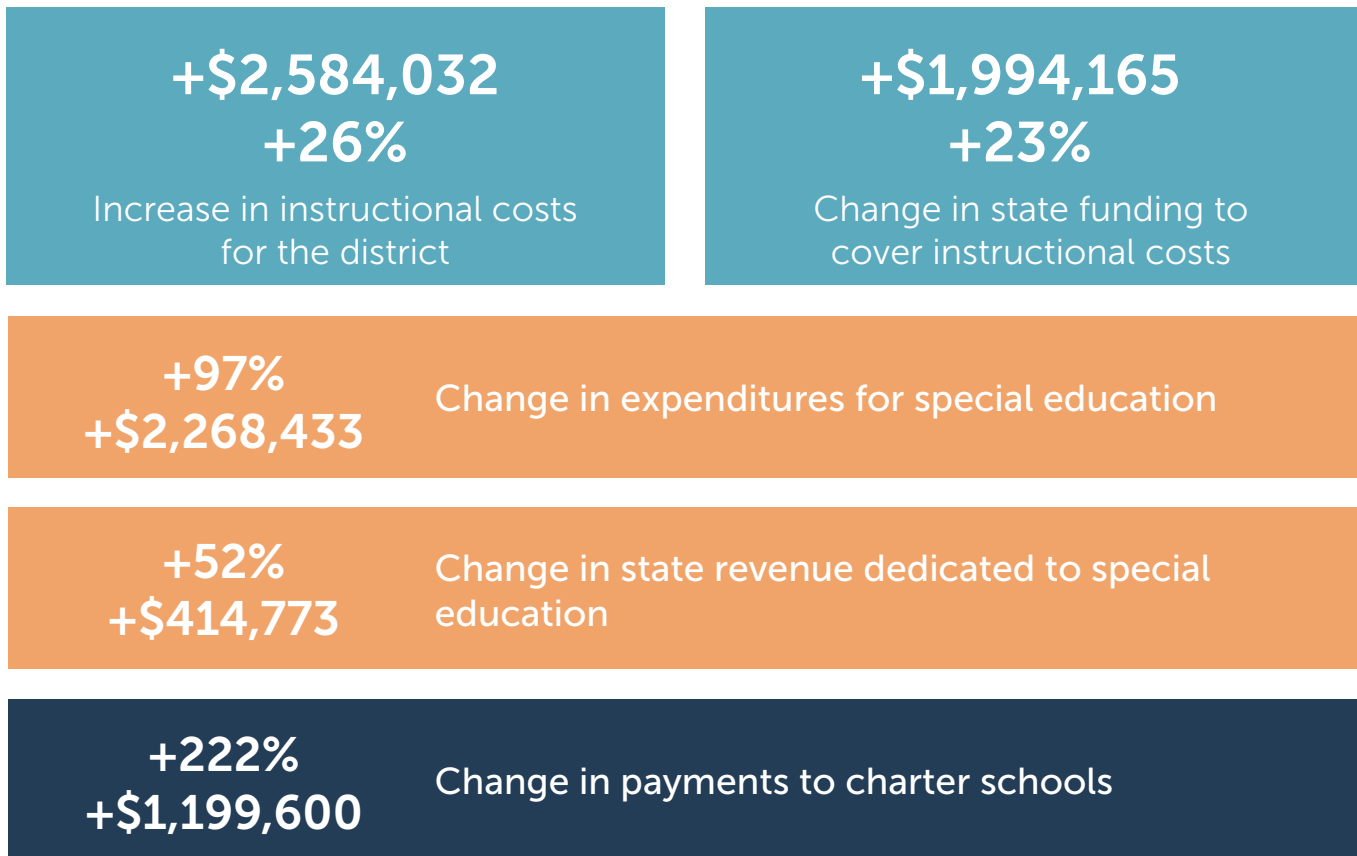 +$2,584,032
+26%
Increase in instructional costs
for the district
+$1,994,165
+23%
Change in state funding to
cover instructional costs
+97%
+$2,268,433
Change in expenditures for special education
+52%
+$414,773
Change in state revenue dedicated to special
education
+222%
+$1,199,600
Change in payments to charter schools